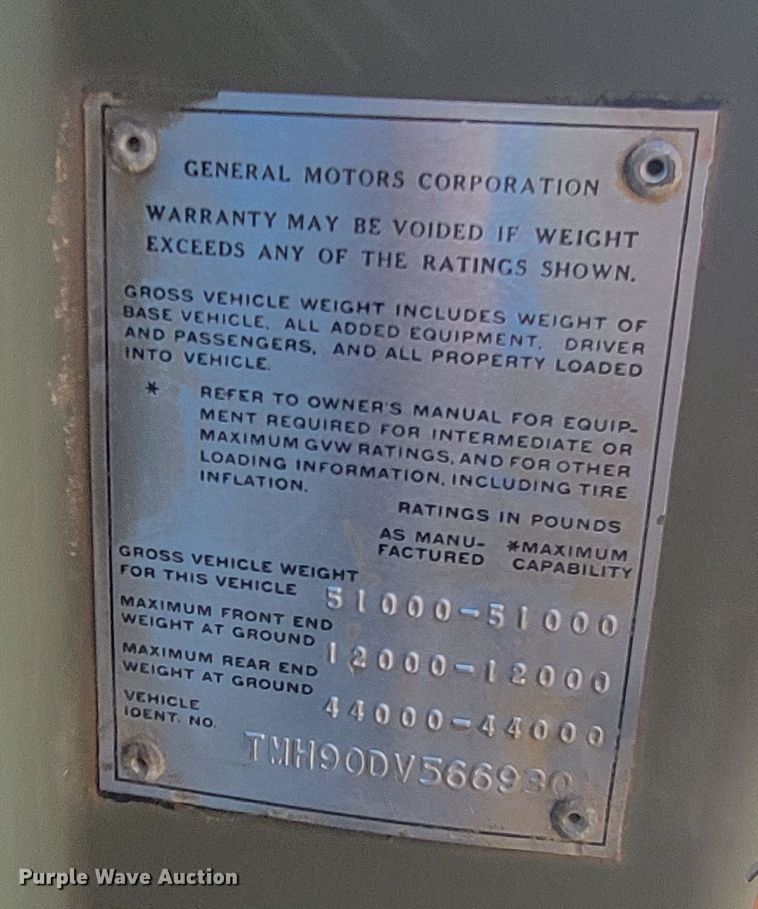 GENERAL MOTORS CORPORATION
WARRANTY MAY BE VOIDED IF WEIGHT
EXCEEDS ANY OF THE RATINGS SHOWN.
GROSS VEHICLE WEIGHT INCLUDES WEIGHT OF
BASE VEHICLE, ALL ADDED EQUIPMENT, DRIVER
AND PASSENGERS, AND ALL PROPERTY LOADED
INTO VEHICLE.
* REFER TO OWNER'S MANUAL FOR EQUIP-
MENT REQUIRED FOR INTERMEDIATE OR
MAXIMUM GVW RATINGS, AND FOR OTHER
LOADING INFORMATION, INCLUDING TIRE
INFLATION.
RATINGS IN POUNDS
AS MANU- *MAXIMUM
FACTURED CAPABILITY
GROSS VEHICLE WEIGHT
FOR THIS VEHICLE 51000-51000
MAXIMUM FRONT END
WEIGHT AT GROUND 12000-12000
MAXIMUM REAR END
WEIGHT AT GROUND 44000-44000
VEHICLE
IDENT. NO. TMH90DV566930
Purple Wave Auction